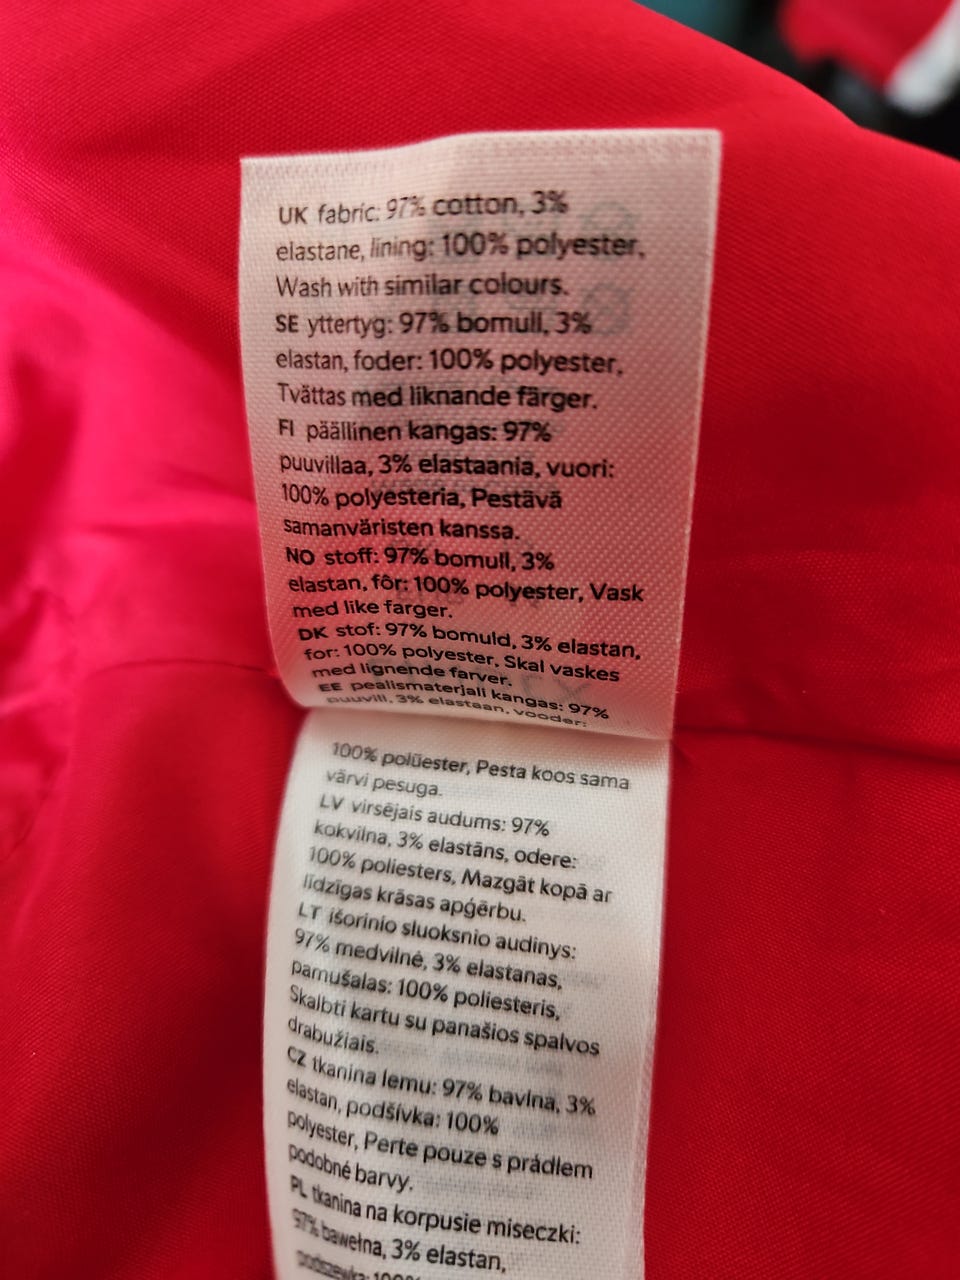 UK fabric: 97% cotton, 3%
elastane, lining: 100% polyester,
Wash with similar colours.
SE yttertyg: 97% bomull, 3%
elastan, foder: 100% polyester,
Tvättas med liknande färger.
FI päällinen kangas: 97%
puuvillaa, 3% elastaania, vuori:
100% polyesteria, Pestävä
samanväristen kanssa.
NO stoff: 97% bomull, 3%
elastan, fôr: 100% polyester, Vask
med like farger.
DK stof: 97% bomuld, 3% elastan,
for: 100% polyester, Skal vaskes
med lignende farver.
EE pealismaterjali kangas: 97%
puuvill, 3% elastaan, vooder:
100% polüester, Pesta koos sama
värvi pesuga.
LV virsējais audums: 97%
kokvilna, 3% elastāns, odere:
100% poliesters, Mazgāt kopā ar
līdzīgas krāsas apģērbu.
LT išorinio sluoksnio audinys:
97% medvilnė, 3% elastanas,
pamušalas: 100% poliesteris,
Skalbti kartu su panašios spalvos
drabužiais.
CZ tkanina lemu: 97% bavlna, 3%
elastan, podšívka: 100%
polyester, Perte pouze s prádlem
podobné barvy.
PL tkanina na korpusie miseczki:
97% bawełna, 3% elastan,
podszewka: 100%